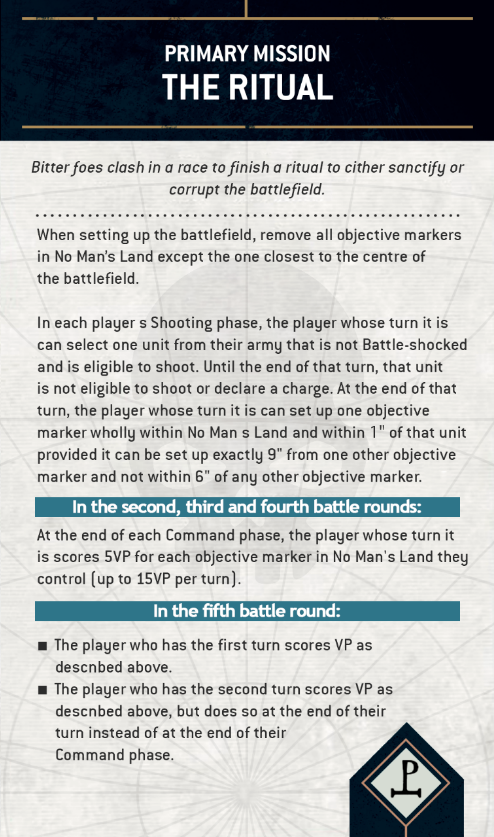 PRIMARY MISSION
THE RITUAL
Bitter foes clash in a race to finish a ritual to cither sanctify or
corrupt the battlefield.
When setting up the battlefield, remove all objective markers
in No Man's Land except the one closest to the centre of
the battlefield.
In each player s Shooting phase, the player whose turn it is
can select one unit from their army that is not Battle-shocked
and is eligible to shoot. Until the end of that turn, that unit
is not eligible to shoot or declare a charge. At the end of that
turn, the player whose turn it is can set up one objective
marker wholly within No Man s Land and within 1" of that unit
provided it can be set up exactly 9" from one other objective
marker and not within 6" of any other objective marker.
In the second, third and fourth battle rounds:
At the end of each Command phase, the player whose turn it
is scores 5VP for each objective marker in No Man's Land they
control (up to 15VP per turn).
In the fifth battle round:
■ The player who has the first turn scores VP as
descnbed above.
■ The player who has the second turn scores VP as
descnbed above, but does so at the end of their
turn instead of at the end of their
Command phase.
P